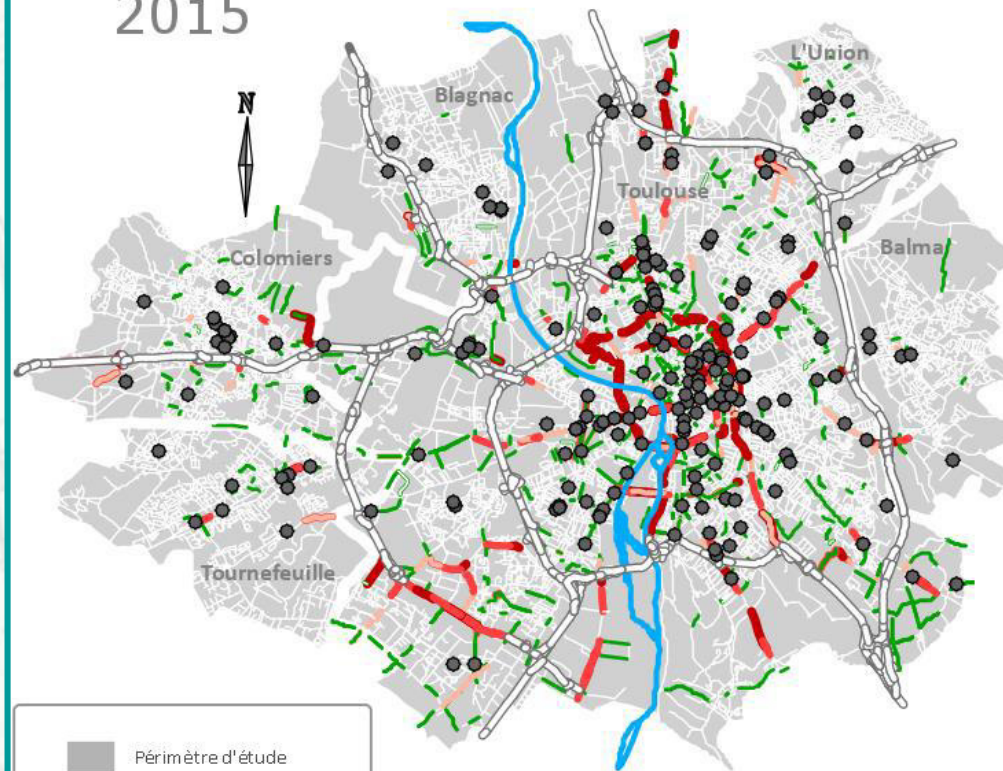 2015
L'Union
Blagnac
N
Toulouse
Balma
Colomiers
Tournefeuille
Périmètre d'étude